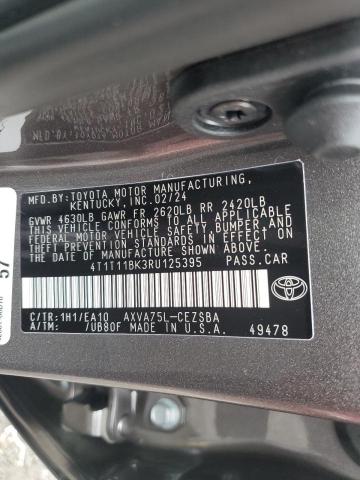 MFD.BY:TOYOTA MOTOR MANUFACTURING,
KENTUCKY, INC.02/24
GVWR 4630LB GAWR FR 2620LB RR 2420LB
THIS VEHICLE CONFORMS TO ALL APPLICABLE
FEDERAL MOTOR VEHICLE SAFETY, BUMPER, AND
THEFT PREVENTION STANDARDS IN EFFECT ON
THE DATE OF MANUFACTURE SHOWN ABOVE.
4T1T11BK3RU125395 PASS.CAR
C/TR:1H1/EA10 AXVA75L-CEZSBA
A/TM: /UB80F MADE IN U.S.A. 49478
TOYOTA
57